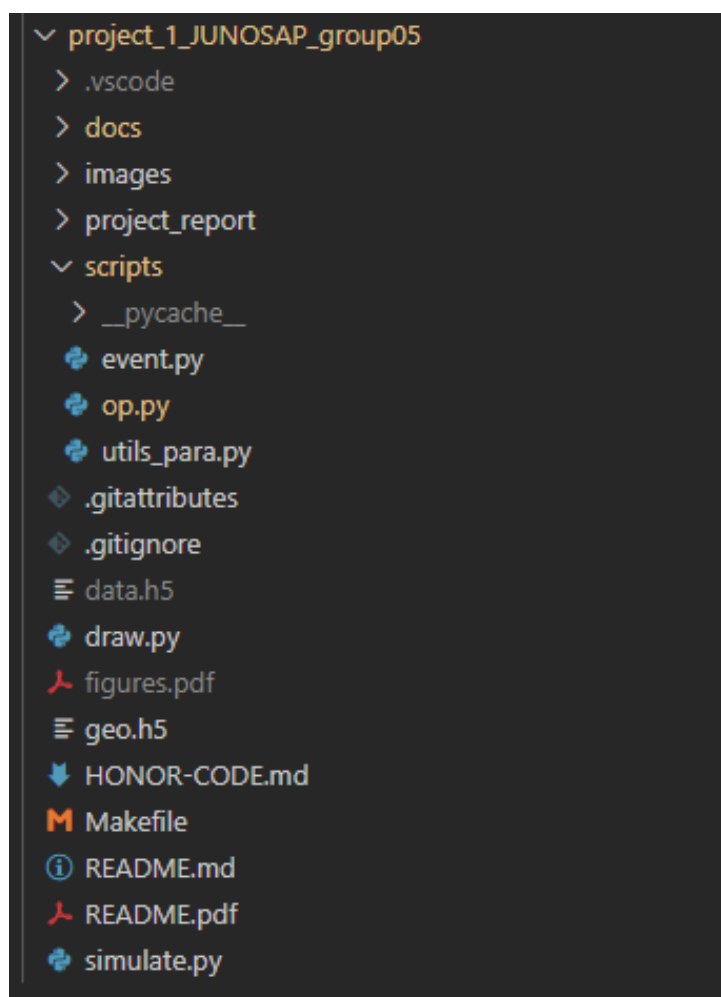 project_1_JUNOSAP_group05
.vscode
docs
images
project_report
scripts
__pycache__
event.py
op.py
utils_para.py
.gitattributes
.gitignore
data.h5
draw.py
figures.pdf
geo.h5
HONOR-CODE.md
Makefile
README.md
README.pdf
simulate.py